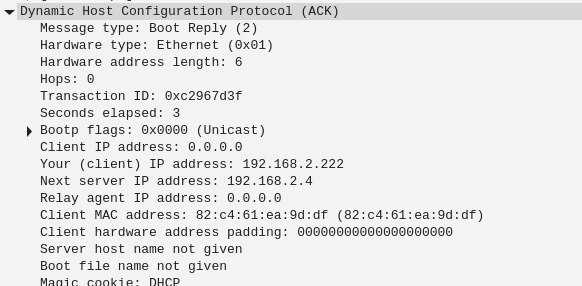 Dynamic Host Configuration Protocol (ACK)
Message type: Boot Reply (2)
Hardware type: Ethernet (0x01)
Hardware address length: 6
Hops: 0
Transaction ID: 0xc2967d3f
Seconds elapsed: 3
Bootp flags: 0x0000 (Unicast)
Client IP address: 0.0.0.0
Your (client) IP address: 192.168.2.222
Next server IP address: 192.168.2.4
Relay agent IP address: 0.0.0.0
Client MAC address: 82:c4:61:ea:9d:df (82:c4:61:ea:9d:df)
Client hardware address padding: 00000000000000000000
Server host name not given
Boot file name not given
Magic cookie: DHCP